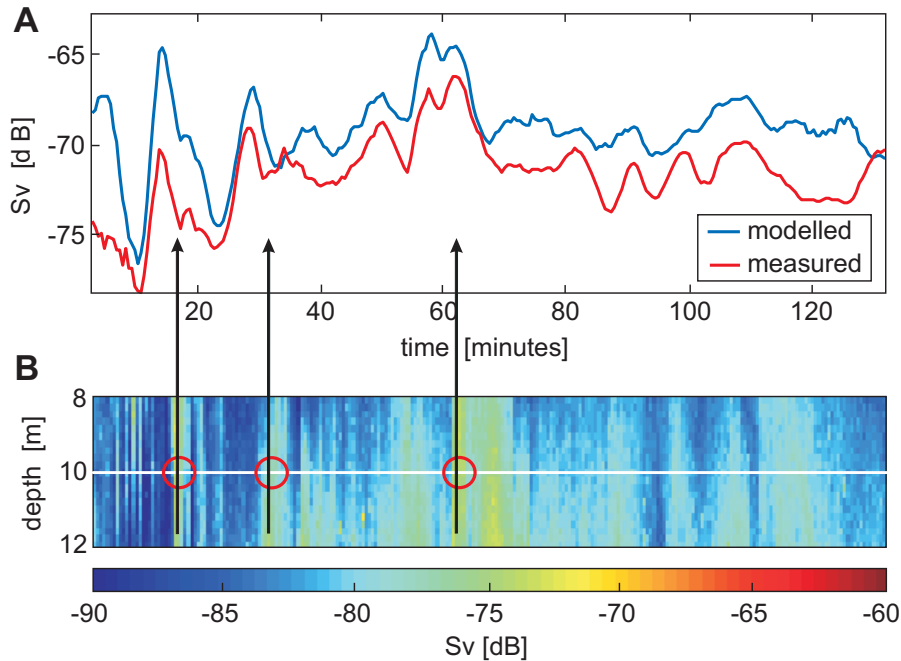 A
Sv [d B]
-65
-70
-75
modelled
measured
20 40 60 80 100 120
time [minutes]
B
depth [m]
8
10
12
-90 -85 -80 -75 -70 -65 -60
Sv [dB]